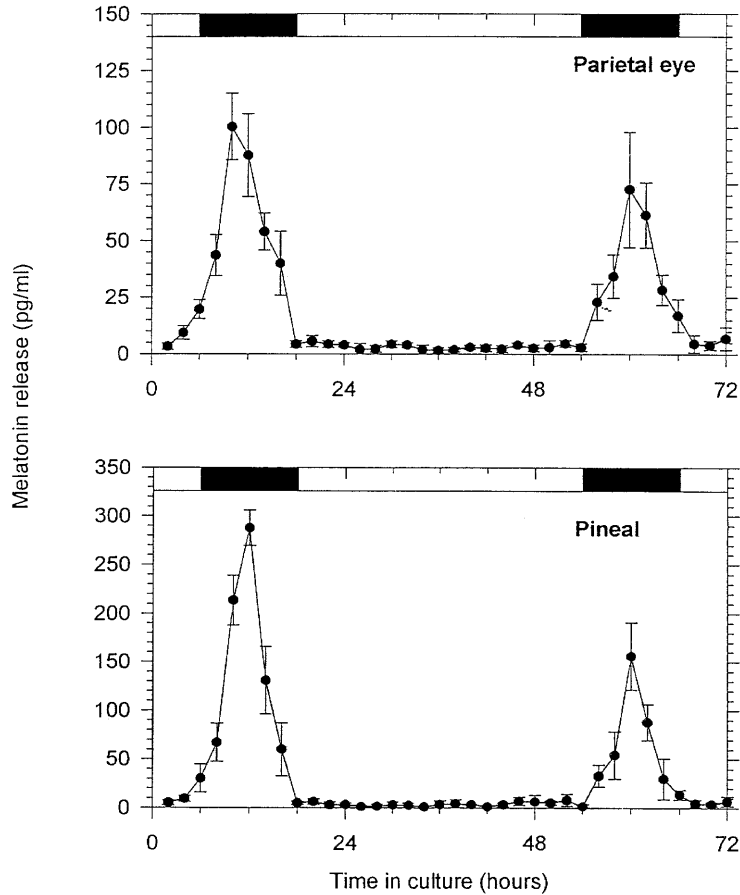 Melatonin release (pg/ml)
Parietal eye
150
125
100
75
50
25
0
0 24 48 72
Pineal
350
300
250
200
150
100
50
0
0 24 48 72
Time in culture (hours)